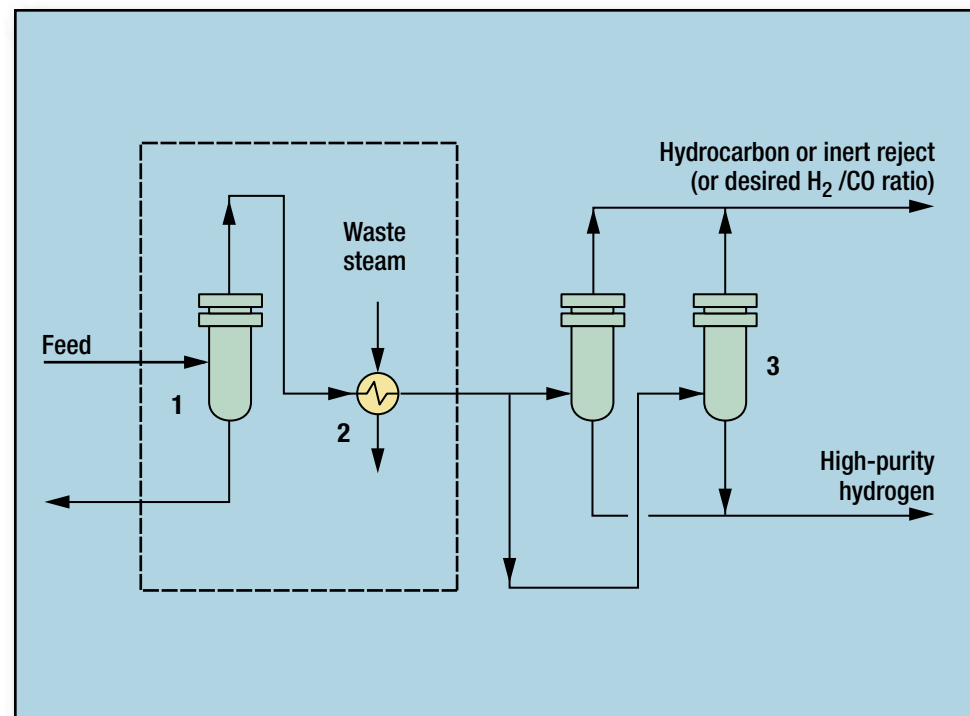 Hydrocarbon or inert reject
(or desired H2 /CO ratio)
Waste
steam
Feed
1
2
3
High-purity
hydrogen